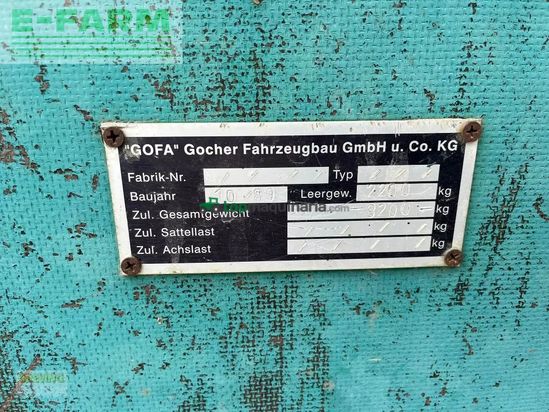 E-FARM
"GOFA" Gocher Fahrzeugbau GmbH u. Co. KG
Fabrik-Nr. Typ
Baujahr 10 Leergew. kg
Zul. Gesamtgewicht kg
Zul. Sattellast kg
Zul. Achslast kg